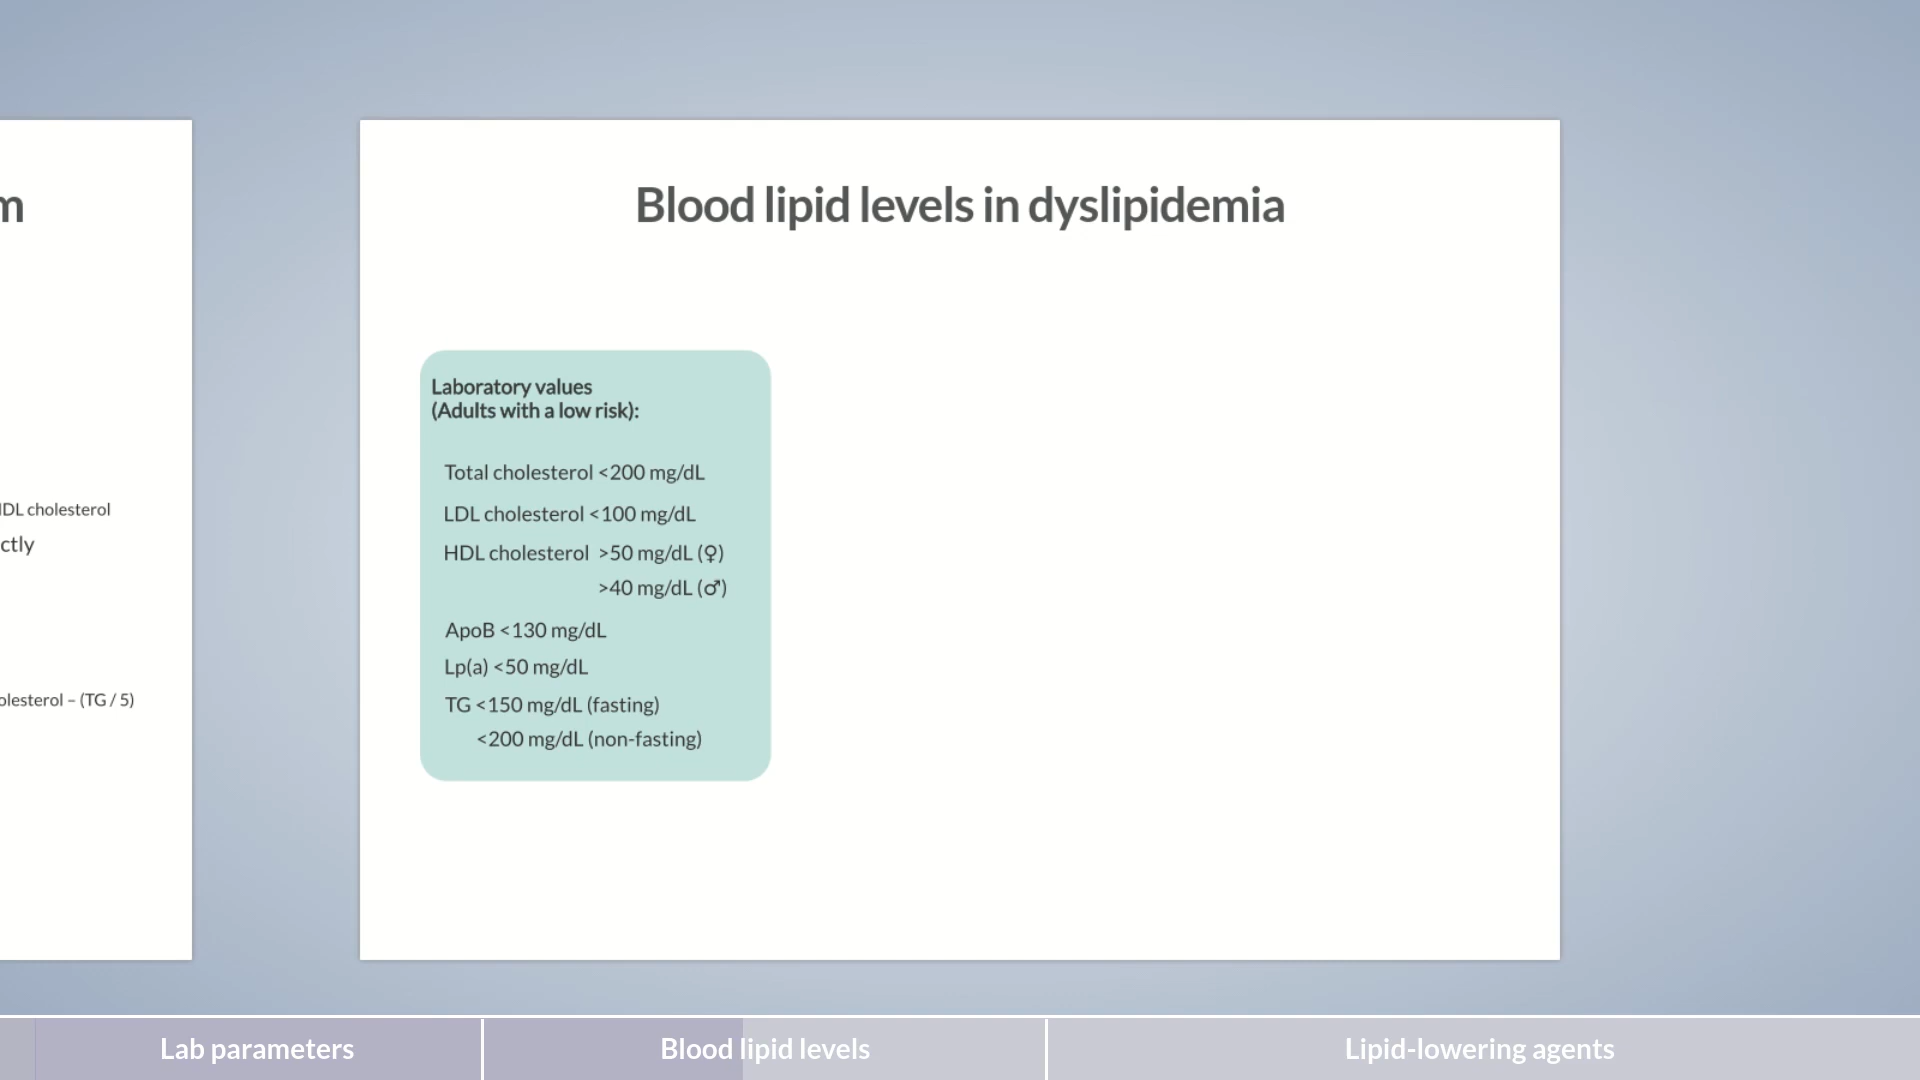 m
Blood lipid levels in dyslipidemia
Laboratory values
(Adults with a low risk):
Total cholesterol <200 mg/dL
LDL cholesterol <100 mg/dL
HDL cholesterol >50 mg/dL (♀)
>40 mg/dL (♂)
ApoB <130 mg/dL
Lp(a) <50 mg/dL
TG <150 mg/dL (fasting)
<200 mg/dL (non-fasting)
cholesterol
ctly
– (TG / 5)
Lab parameters
Blood lipid levels
Lipid-lowering agents